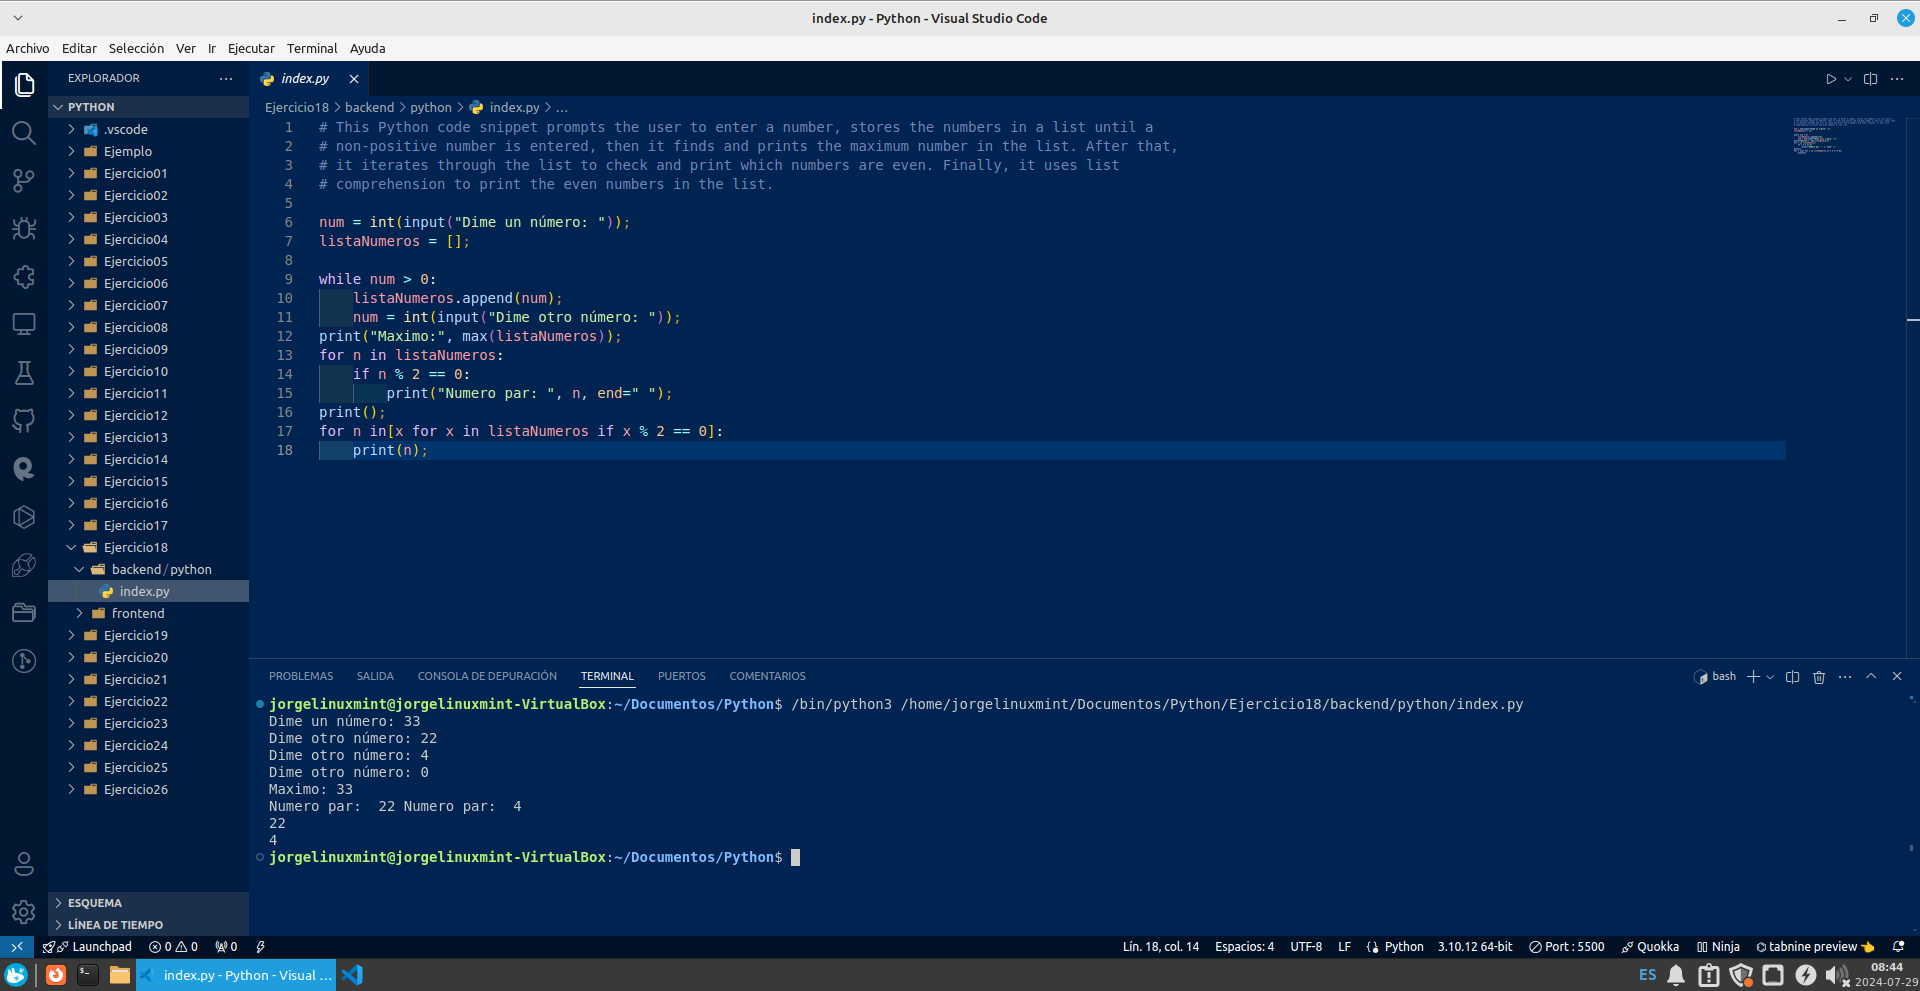 index.py - Python - Visual Studio Code
Archivo Editar Selección Ver Ir Ejecutar Terminal Ayuda
EXPLORADOR
PYTHON
.vscode
Ejemplo
Ejercicio01
Ejercicio02
Ejercicio03
Ejercicio04
Ejercicio05
Ejercicio06
Ejercicio07
Ejercicio08
Ejercicio09
Ejercicio10
Ejercicio11
Ejercicio12
Ejercicio13
Ejercicio14
Ejercicio15
Ejercicio16
Ejercicio17
Ejercicio18
backend/python
index.py
frontend
Ejercicio19
Ejercicio20
Ejercicio21
Ejercicio22
Ejercicio23
Ejercicio24
Ejercicio25
Ejercicio26
ESQUEMA
LÍNEA DE TIEMPO
index.py
Ejercicio18 > backend > python > index.py > ...
1 # This Python code snippet prompts the user to enter a number, stores the numbers in a list until a
2 # non-positive number is entered, then it finds and prints the maximum number in the list. After that,
3 # it iterates through the list to check and print which numbers are even. Finally, it uses list
4 # comprehension to print the even numbers in the list.
5
6 num = int(input("Dime un número: "));
7 listaNumeros = [];
8
9 while num > 0:
10     listaNumeros.append(num);
11     num = int(input("Dime otro número: "));
12 print("Maximo:", max(listaNumeros));
13 for n in listaNumeros:
14     if n % 2 == 0:
15         print("Numero par: ", n, end=" ");
16 print();
17 for n in[x for x in listaNumeros if x % 2 == 0]:
18     print(n);
PROBLEMAS SALIDA CONSOLA DE DEPURACIÓN TERMINAL PUERTOS COMENTARIOS
bash
jorgelinuxmint@jorgelinuxmint-VirtualBox:~/Documentos/Python$ /bin/python3 /home/jorgelinuxmint/Documentos/Python/Ejercicio18/backend/python/index.py
Dime un número: 33
Dime otro número: 22
Dime otro número: 4
Dime otro número: 0
Maximo: 33
Numero par:  22 Numero par:  4
22
4
jorgelinuxmint@jorgelinuxmint-VirtualBox:~/Documentos/Python$
Launchpad 0 0 0 Lín. 18, col. 14 Espacios: 4 UTF-8 LF Python 3.10.12 64-bit Port : 5500 Quokka Ninja tabnine preview
index.py - Python - Visual ...
ES
08:44
2024-07-29